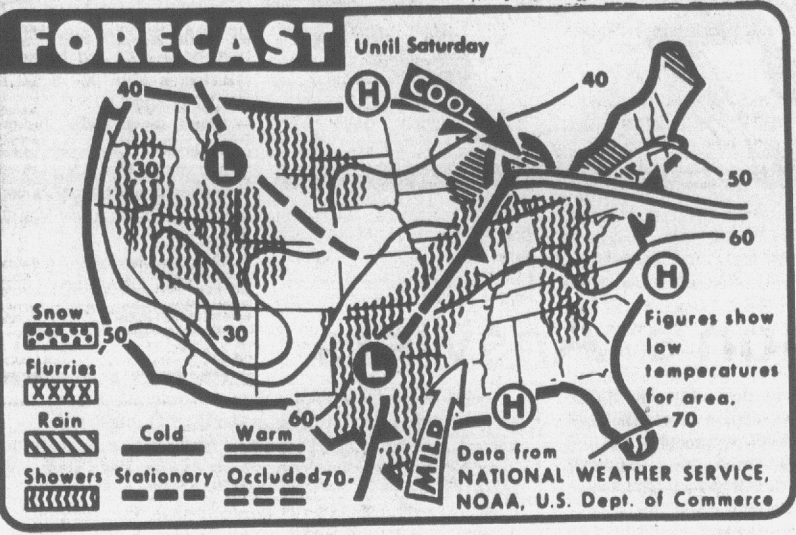 FORECAST
Until Saturday
40
H
COOL
40
L
30
50
60
H
Snow
50
30
Figures show
low
temperatures
for area.
Flurries
XXXX
L
Rain
60
H
70
Cold
Warm
MILD
Data from
Showers
Stationary
Occluded
70
NATIONAL WEATHER SERVICE,
NOAA, U.S. Dept. of Commerce